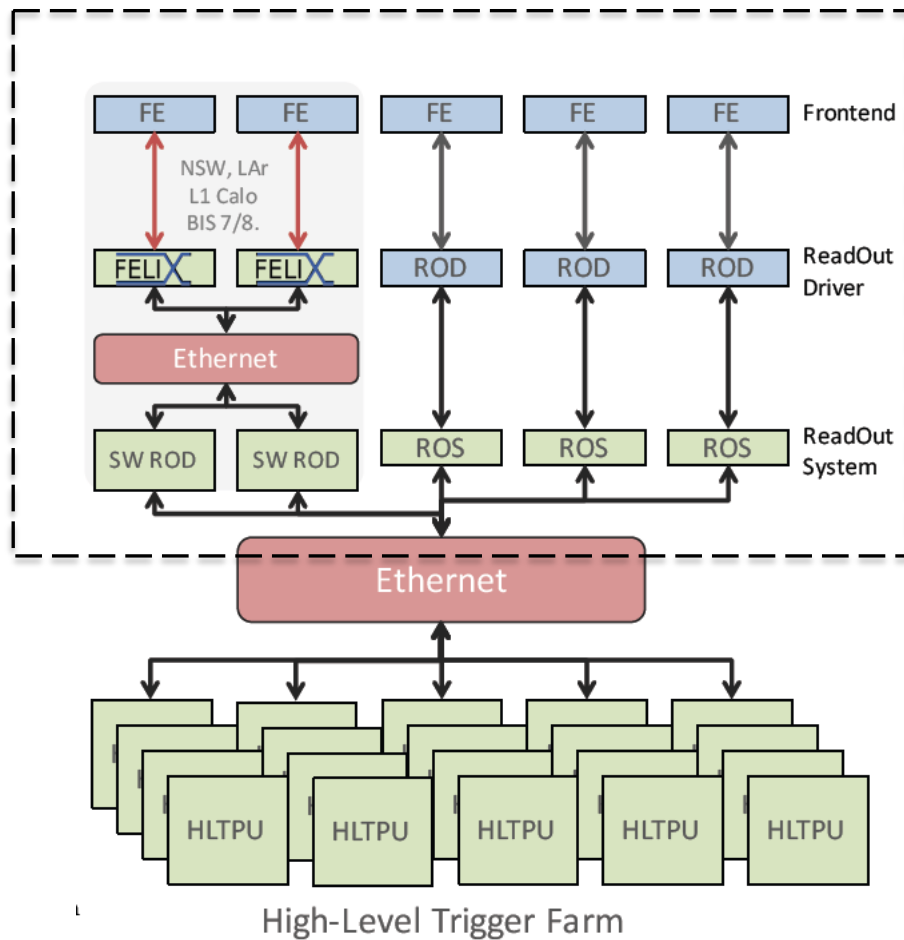 FE
FE
FE
FE
FE
Frontend
NSW, LAr
L1 Calo
BIS 7/8.
FELIX
FELIX
ROD
ROD
ROD
ReadOut
Driver
Ethernet
SW ROD
SW ROD
ROS
ROS
ROS
ReadOut
System
Ethernet
HLTPU
HLTPU
HLTPU
HLTPU
HLTPU
High-Level Trigger Farm